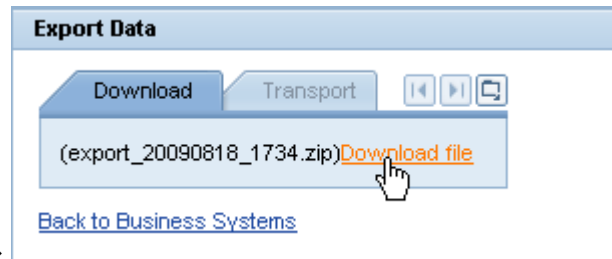 Export Data
Download Transport
(export_20090818_1734.zip)Download file
Back to Business Systems